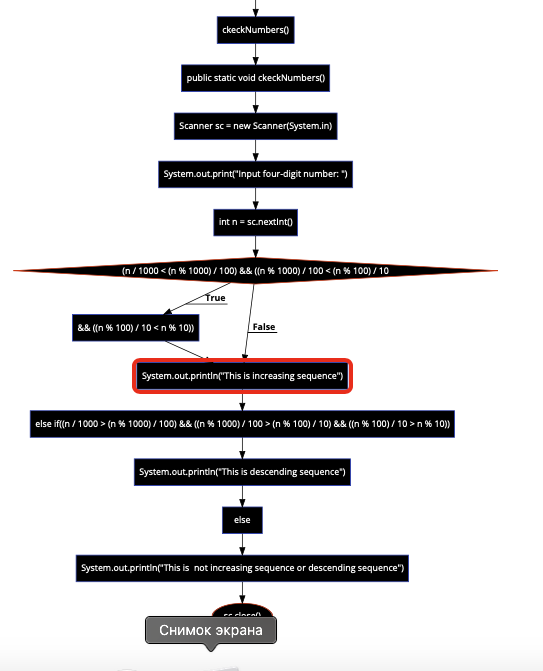 ckeckNumbers()
public static void ckeckNumbers()
Scanner sc = new Scanner(System.in)
System.out.print("Input four-digit number: ")
int n = sc.nextInt()
(n / 1000 < (n % 1000) / 100) && ((n % 1000) / 100 < (n % 100) / 10
True
&& ((n % 100) / 10 < n % 10))
False
System.out.println("This is increasing sequence")
else if((n / 1000 > (n % 1000) / 100) && ((n % 1000) / 100 > (n % 100) / 10) && ((n % 100) / 10 > n % 10))
System.out.println("This is descending sequence")
else
System.out.println("This is  not increasing sequence or descending sequence")
sc.close()
Снимок экрана